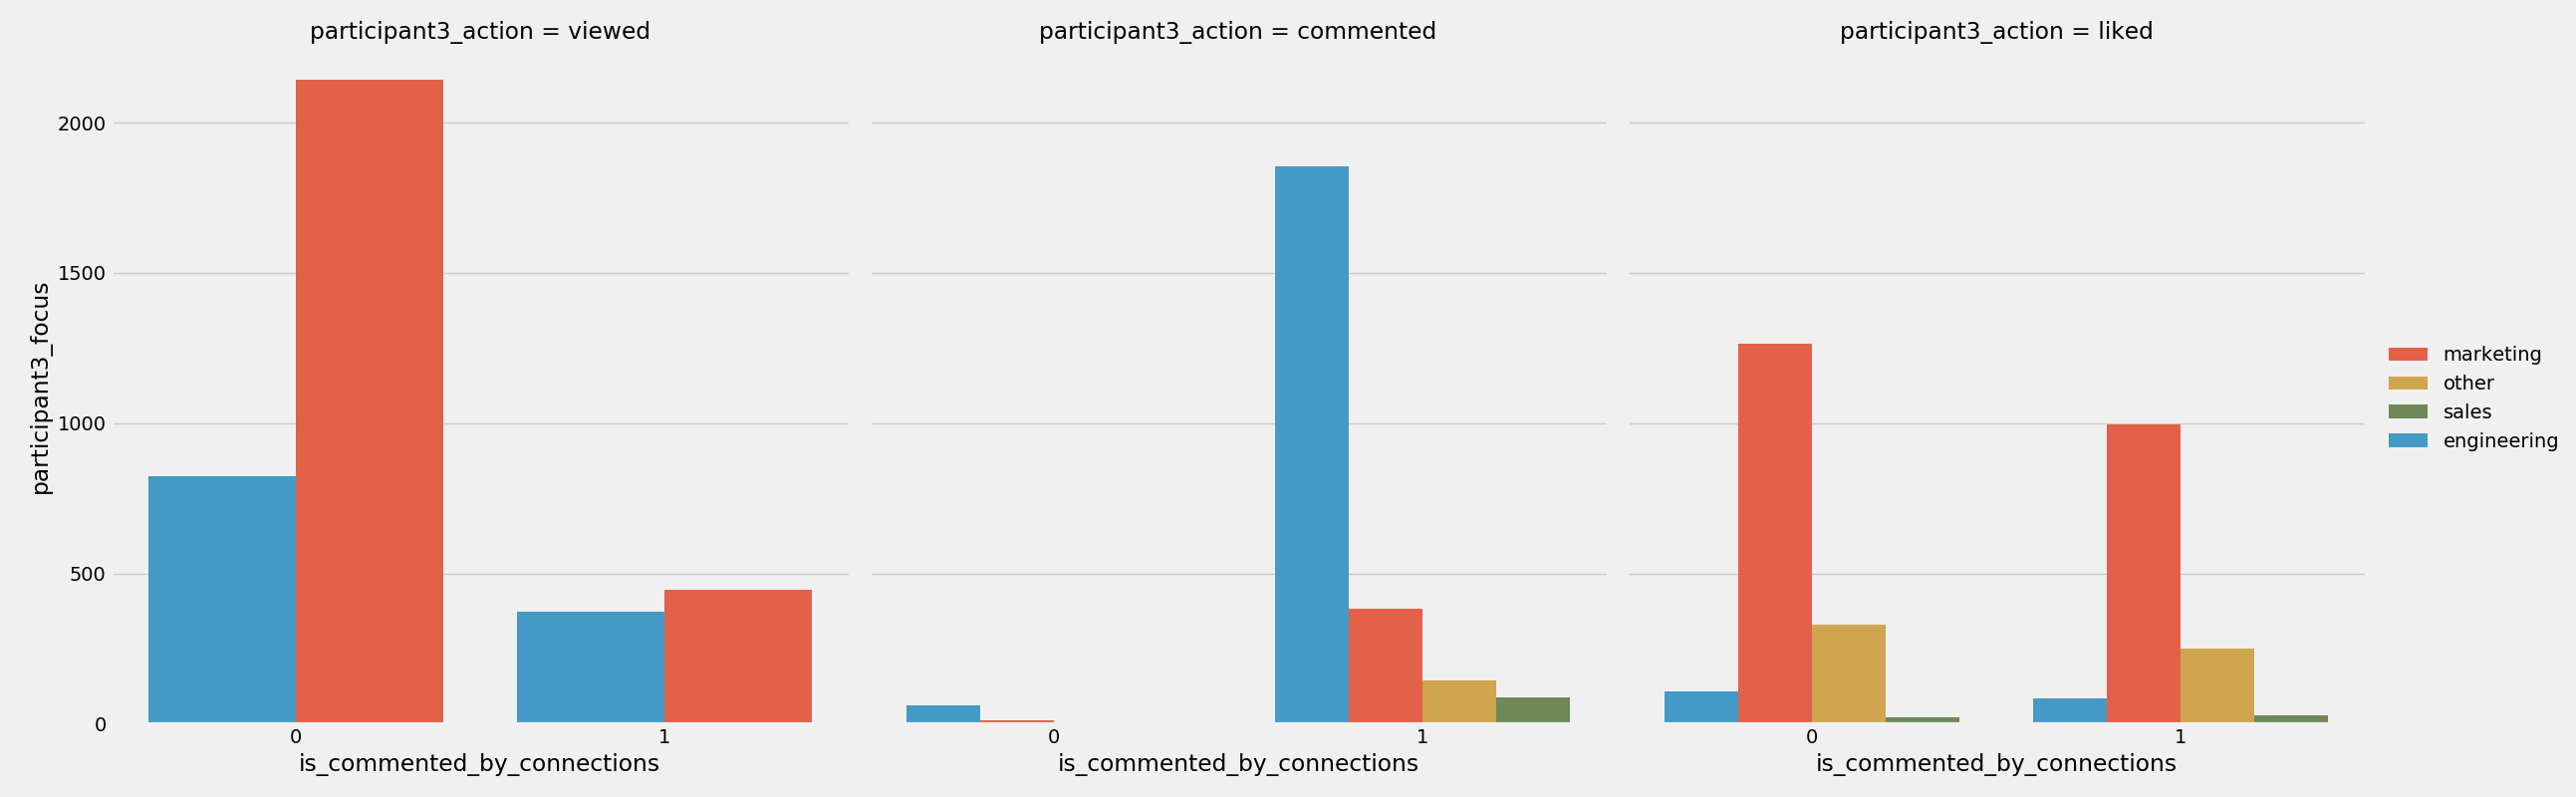 participant3_action = viewed
participant3_action = commented
participant3_action = liked
participant3_focus
2000
1500
1000
500
0
0 1
0 1
0 1
is_commented_by_connections
is_commented_by_connections
is_commented_by_connections
marketing
other
sales
engineering